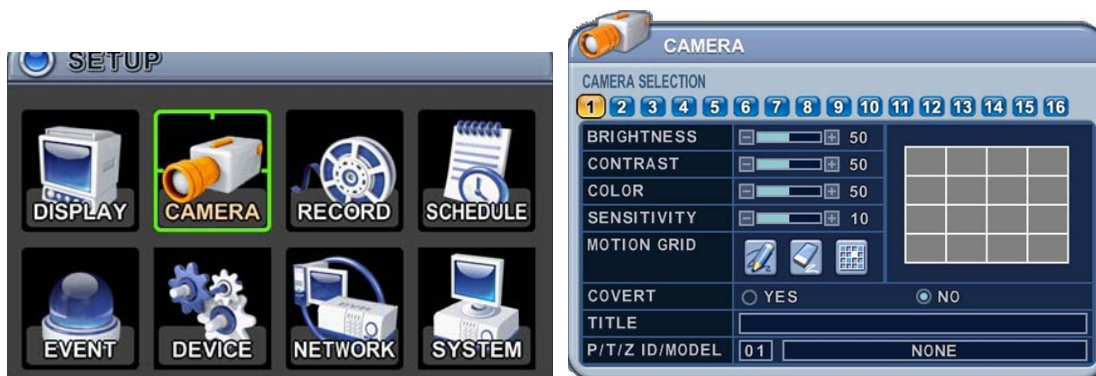 SETUP
DISPLAY CAMERA RECORD SCHEDULE
EVENT DEVICE NETWORK SYSTEM
CAMERA
CAMERA SELECTION
1 2 3 4 5 6 7 8 9 10 11 12 13 14 15 16
BRIGHTNESS 50
CONTRAST 50
COLOR 50
SENSITIVITY 10
MOTION GRID
COVERT YES NO
TITLE
P/T/Z ID/MODEL 01 NONE